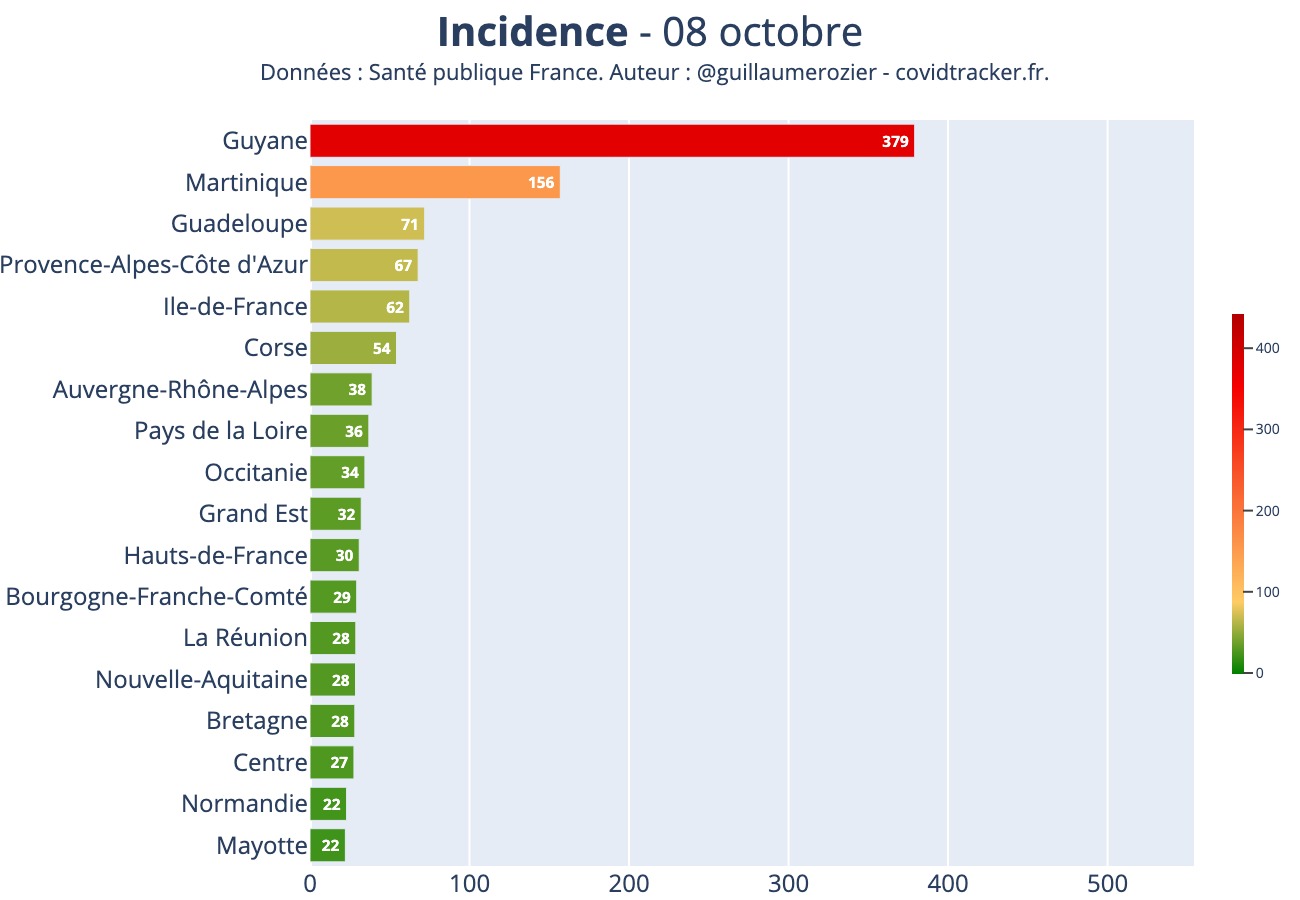 Incidence - 08 octobre
Données : Santé publique France. Auteur : @guillaumerozier - covidtracker.fr.
Guyane 379
Martinique 156
Guadeloupe 71
Provence-Alpes-Côte d'Azur 67
Ile-de-France 62
Corse 54
Auvergne-Rhône-Alpes 38
Pays de la Loire 36
Occitanie 34
Grand Est 32
Hauts-de-France 30
Bourgogne-Franche-Comté 29
La Réunion 28
Nouvelle-Aquitaine 28
Bretagne 28
Centre 27
Normandie 22
Mayotte 22
0 100 200 300 400 500
400
300
200
100
0